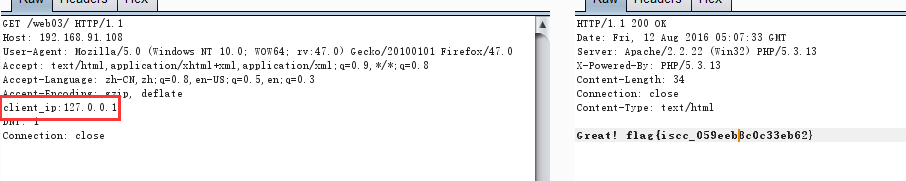 Raw
Headers
Hex
Raw
Headers
Hex
GET /web03/ HTTP/1.1
Host: 192.168.91.108
User-Agent: Mozilla/5.0 (Windows NT 10.0; WOW64; rv:47.0) Gecko/20100101 Firefox/47.0
Accept: text/html,application/xhtml+xml,application/xml;q=0.9,*/*;q=0.8
Accept-Language: zh-CN,zh;q=0.8,en-US;q=0.5,en;q=0.3
Accept-Encoding: gzip, deflate
client_ip:127.0.0.1
DNT: 1
Connection: close
HTTP/1.1 200 OK
Date: Fri, 12 Aug 2016 05:07:33 GMT
Server: Apache/2.2.22 (Win32) PHP/5.3.13
X-Powered-By: PHP/5.3.13
Content-Length: 34
Connection: close
Content-Type: text/html
Great! flag{iscc_059eeb8c0c33eb62}